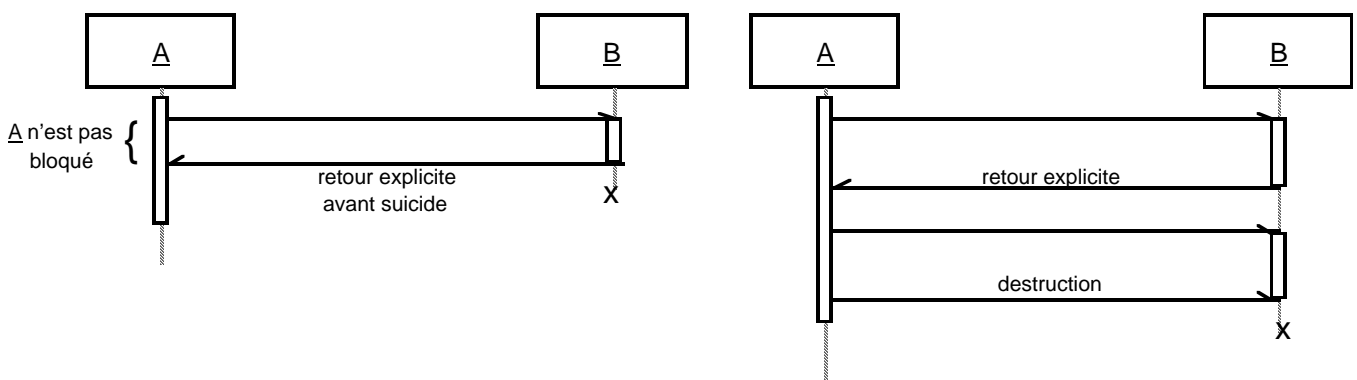 A
B
A n'est pas
bloqué
{
retour explicite
avant suicide
x
A
B
retour explicite
destruction
x